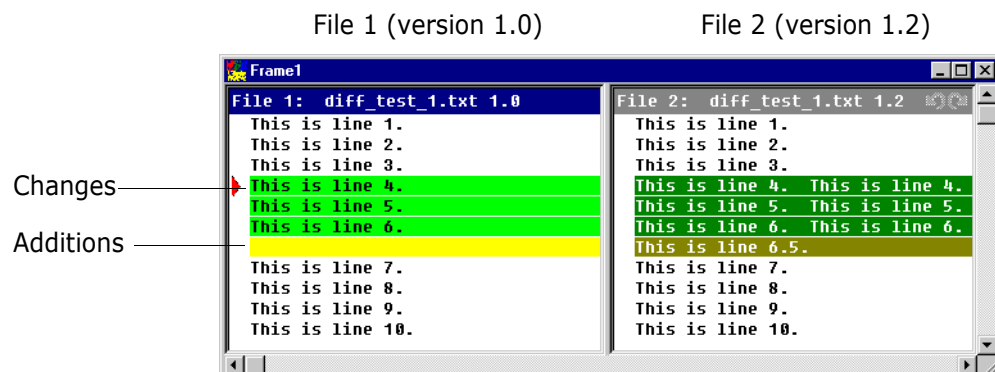 File 1 (version 1.0)
File 2 (version 1.2)
Frame1
File 1:  diff_test_1.txt 1.0
This is line 1.
This is line 2.
This is line 3.
This is line 4.
This is line 5.
This is line 6.
This is line 7.
This is line 8.
This is line 9.
This is line 10.
File 2:  diff_test_1.txt 1.2
This is line 1.
This is line 2.
This is line 3.
This is line 4.  This is line 4.
This is line 5.  This is line 5.
This is line 6.  This is line 6.
This is line 6.5.
This is line 7.
This is line 8.
This is line 9.
This is line 10.
Changes
Additions